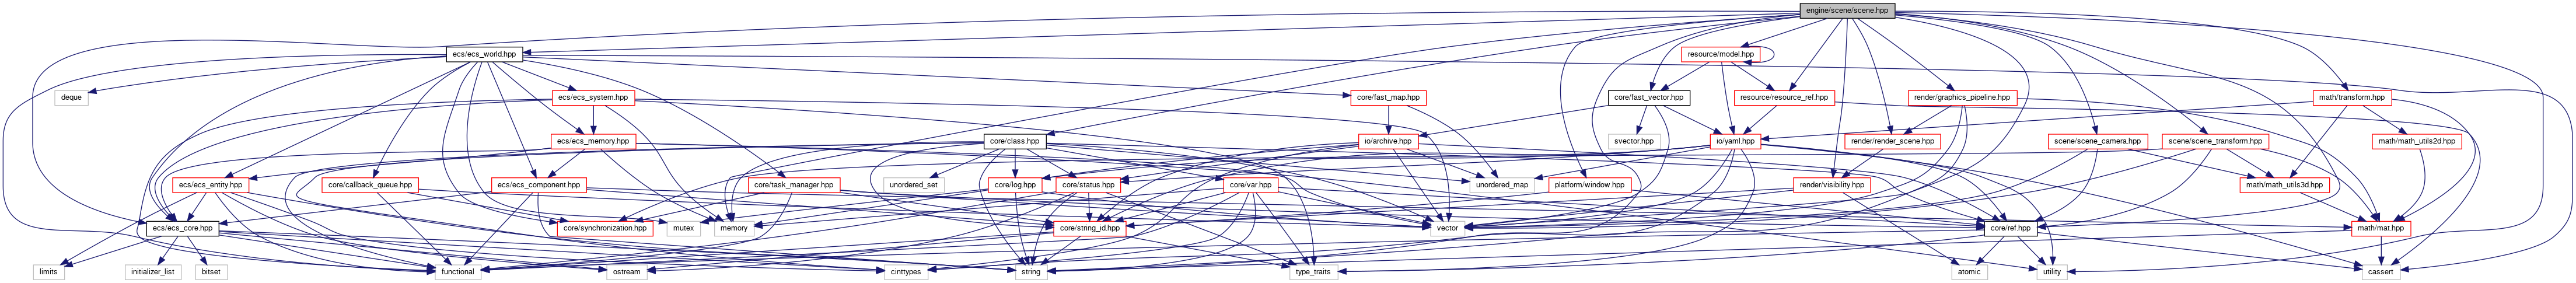 engine/scene/scene.hpp
ecs/ecs_world.hpp
resource/model.hpp
deque
ecs/ecs_system.hpp
core/fast_map.hpp
core/fast_vector.hpp
resource/resource_ref.hpp
render/graphics_pipeline.hpp
math/transform.hpp
ecs/ecs_memory.hpp
core/class.hpp
io/archive.hpp
svector.hpp
io/yaml.hpp
render/render_scene.hpp
scene/scene_camera.hpp
scene/scene_transform.hpp
math/math_utils2d.hpp
ecs/ecs_entity.hpp
core/callback_queue.hpp
ecs/ecs_component.hpp
core/task_manager.hpp
unordered_set
core/log.hpp
core/status.hpp
core/var.hpp
unordered_map
platform/window.hpp
render/visibility.hpp
math/math_utils3d.hpp
ecs/ecs_core.hpp
core/synchronization.hpp
mutex
memory
core/string_id.hpp
vector
core/ref.hpp
math/mat.hpp
limits
initializer_list
bitset
functional
ostream
cinttypes
string
type_traits
atomic
utility
cassert